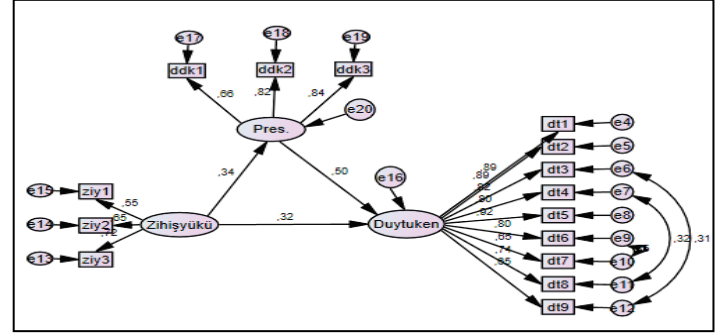 e17
e18
e19
ddk1
ddk2
ddk3
,66
,82
,84
e20
Pres.
,34
,50
e15
ziy1
,55
e14
ziy2
,65
e13
ziy3
,72
Zihişyükü
,32
e16
Duytuken
,89
,89
,82
,80
,92
,80
,65
,74
,85
dt1
e4
dt2
e5
dt3
e6
dt4
e7
dt5
e8
dt6
e9
dt7
e10
dt8
e11
dt9
e12
,32
,31